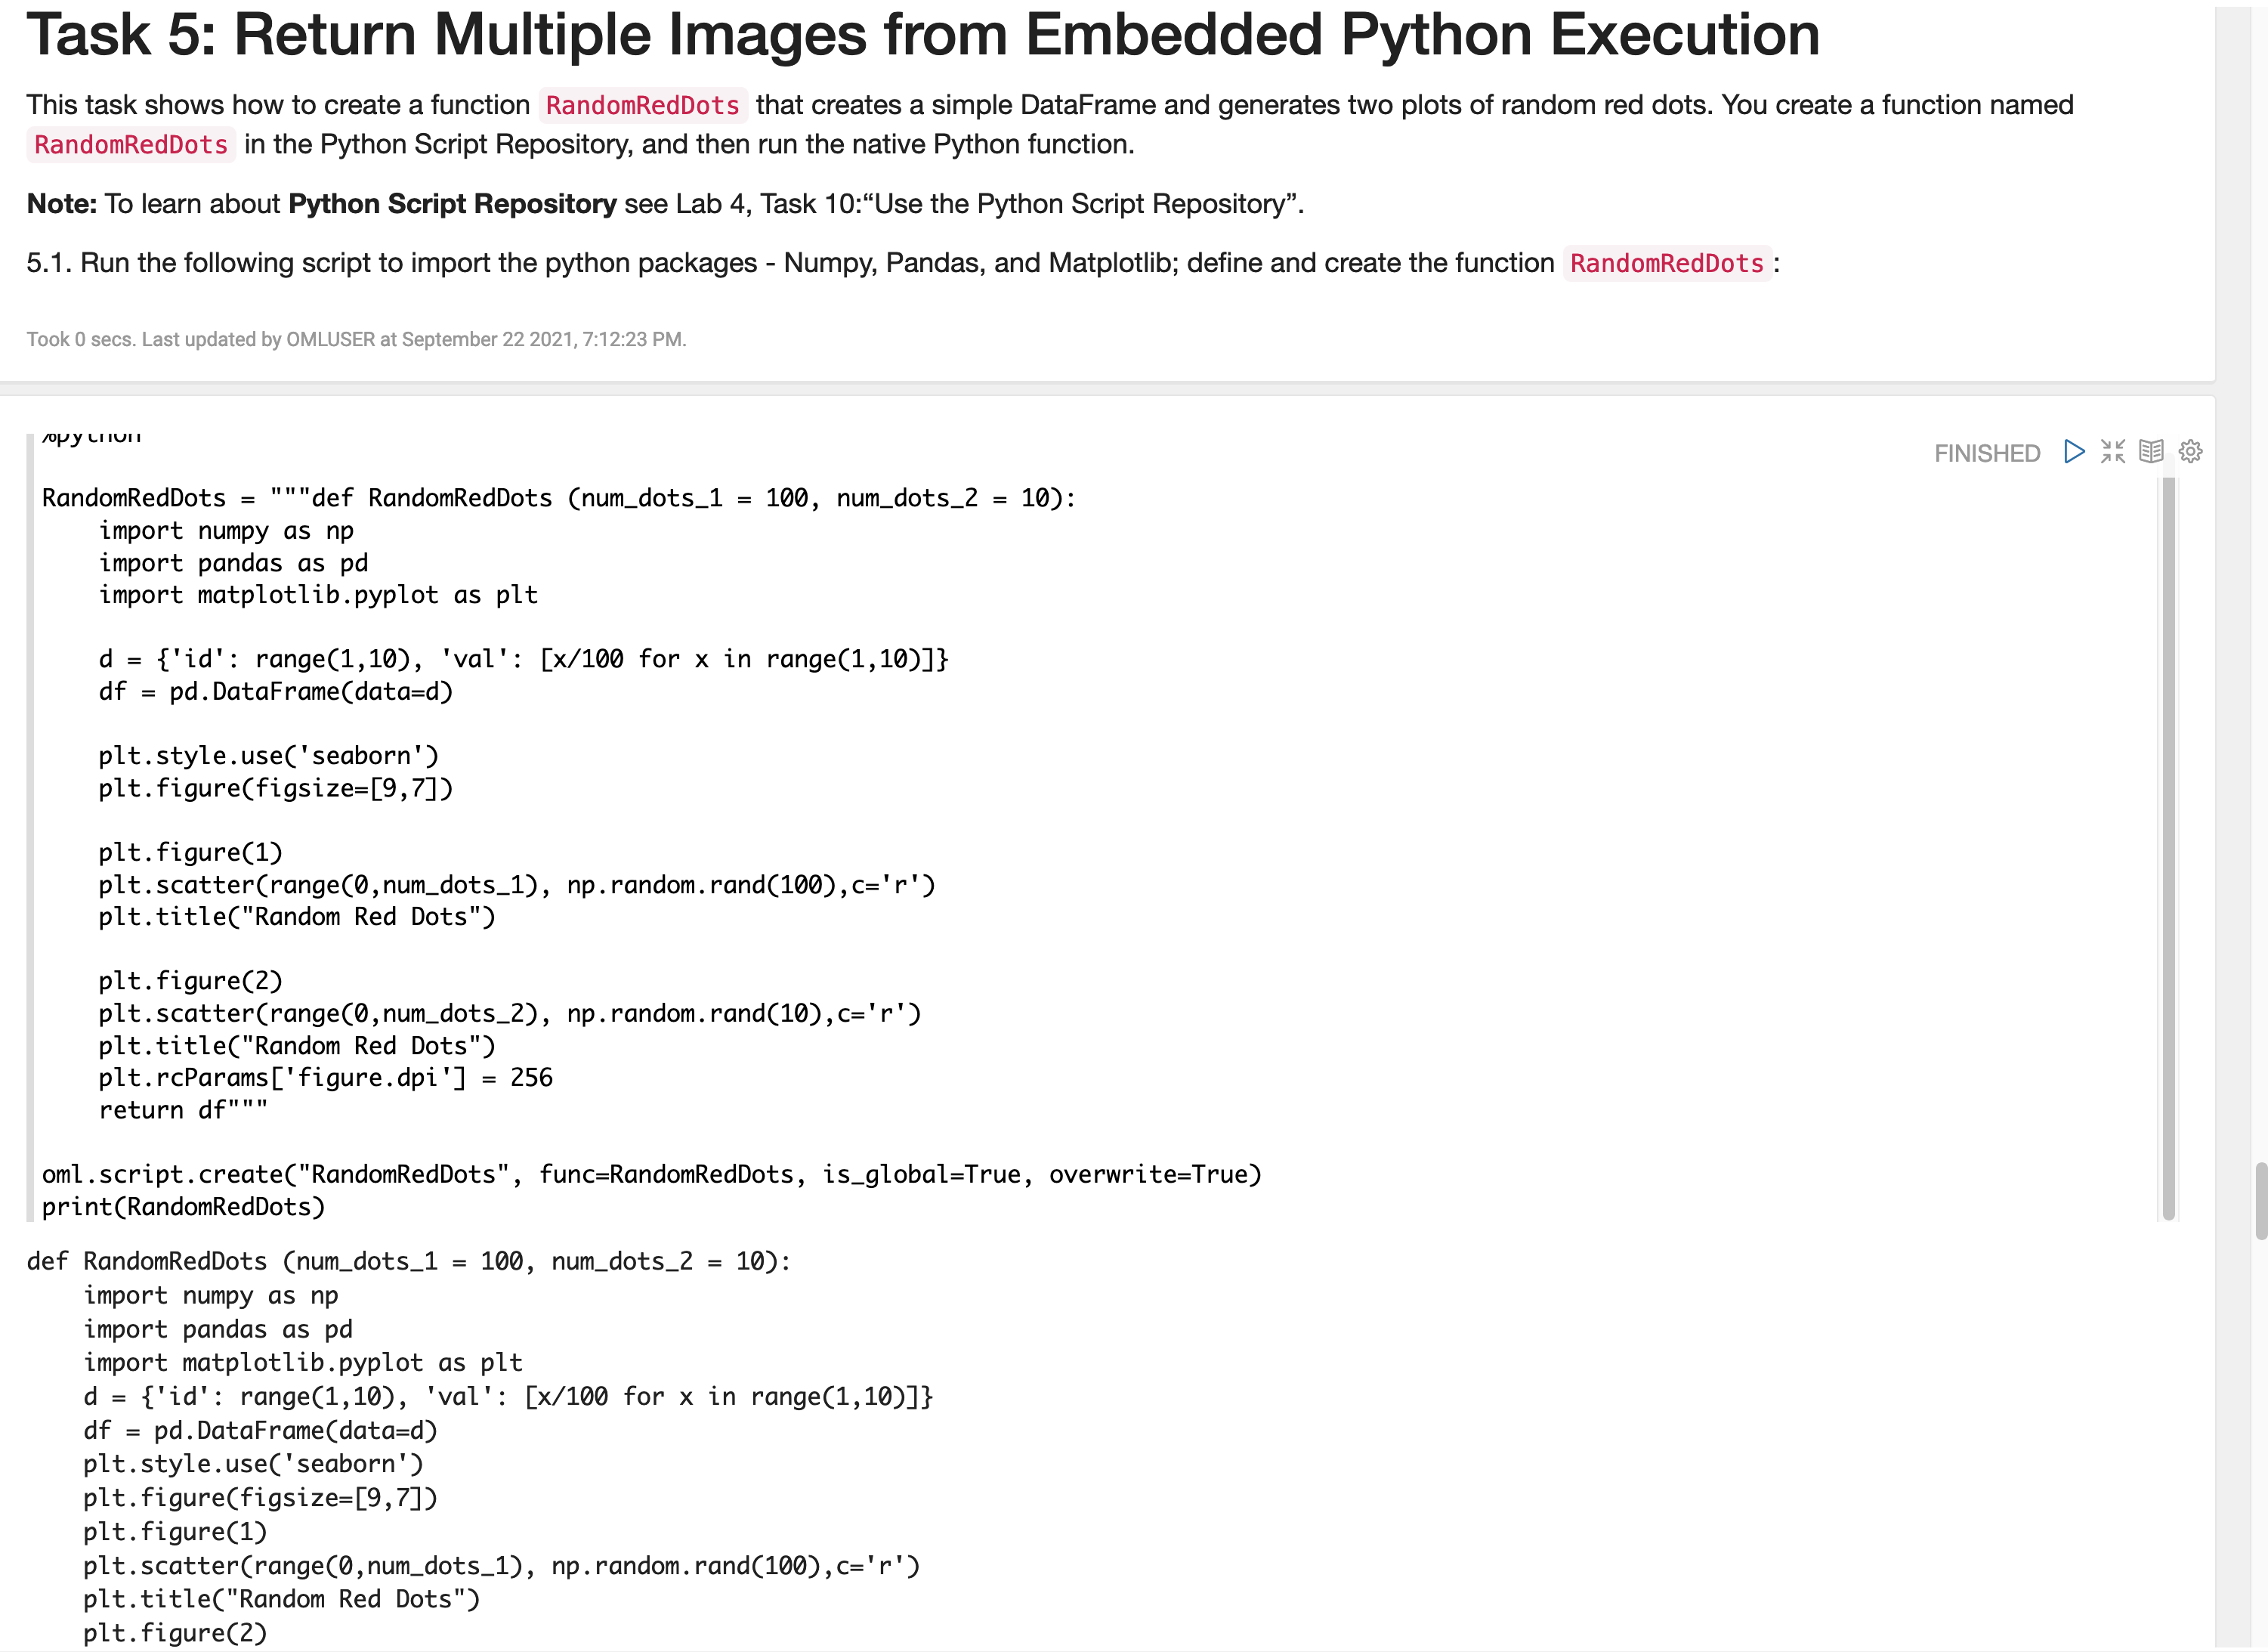 Task 5: Return Multiple Images from Embedded Python Execution
This task shows how to create a function RandomRedDots that creates a simple DataFrame and generates two plots of random red dots. You create a function named
RandomRedDots in the Python Script Repository, and then run the native Python function.
Note: To learn about Python Script Repository see Lab 4, Task 10:“Use the Python Script Repository”.
5.1. Run the following script to import the python packages - Numpy, Pandas, and Matplotlib; define and create the function RandomRedDots :
Took 0 secs. Last updated by OMLUSER at September 22 2021, 7:12:23 PM.
%python
FINISHED
RandomRedDots = """def RandomRedDots (num_dots_1 = 100, num_dots_2 = 10):
    import numpy as np
    import pandas as pd
    import matplotlib.pyplot as plt
    d = {'id': range(1,10), 'val': [x/100 for x in range(1,10)]}
    df = pd.DataFrame(data=d)
    plt.style.use('seaborn')
    plt.figure(figsize=[9,7])
    plt.figure(1)
    plt.scatter(range(0,num_dots_1), np.random.rand(100),c='r')
    plt.title("Random Red Dots")
    plt.figure(2)
    plt.scatter(range(0,num_dots_2), np.random.rand(10),c='r')
    plt.title("Random Red Dots")
    plt.rcParams['figure.dpi'] = 256
    return df"""
oml.script.create("RandomRedDots", func=RandomRedDots, is_global=True, overwrite=True)
print(RandomRedDots)
def RandomRedDots (num_dots_1 = 100, num_dots_2 = 10):
    import numpy as np
    import pandas as pd
    import matplotlib.pyplot as plt
    d = {'id': range(1,10), 'val': [x/100 for x in range(1,10)]}
    df = pd.DataFrame(data=d)
    plt.style.use('seaborn')
    plt.figure(figsize=[9,7])
    plt.figure(1)
    plt.scatter(range(0,num_dots_1), np.random.rand(100),c='r')
    plt.title("Random Red Dots")
    plt.figure(2)